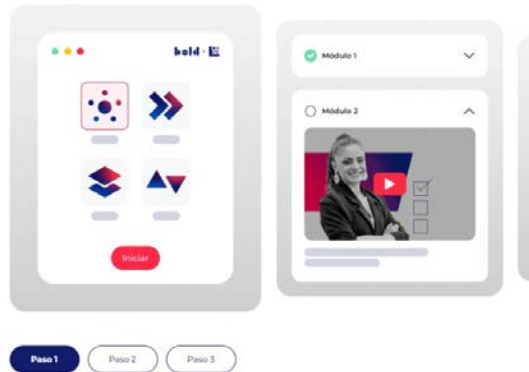 bold
Iniciar
Módulo 1
Módulo 2
Paso 1
Paso 2
Paso 3